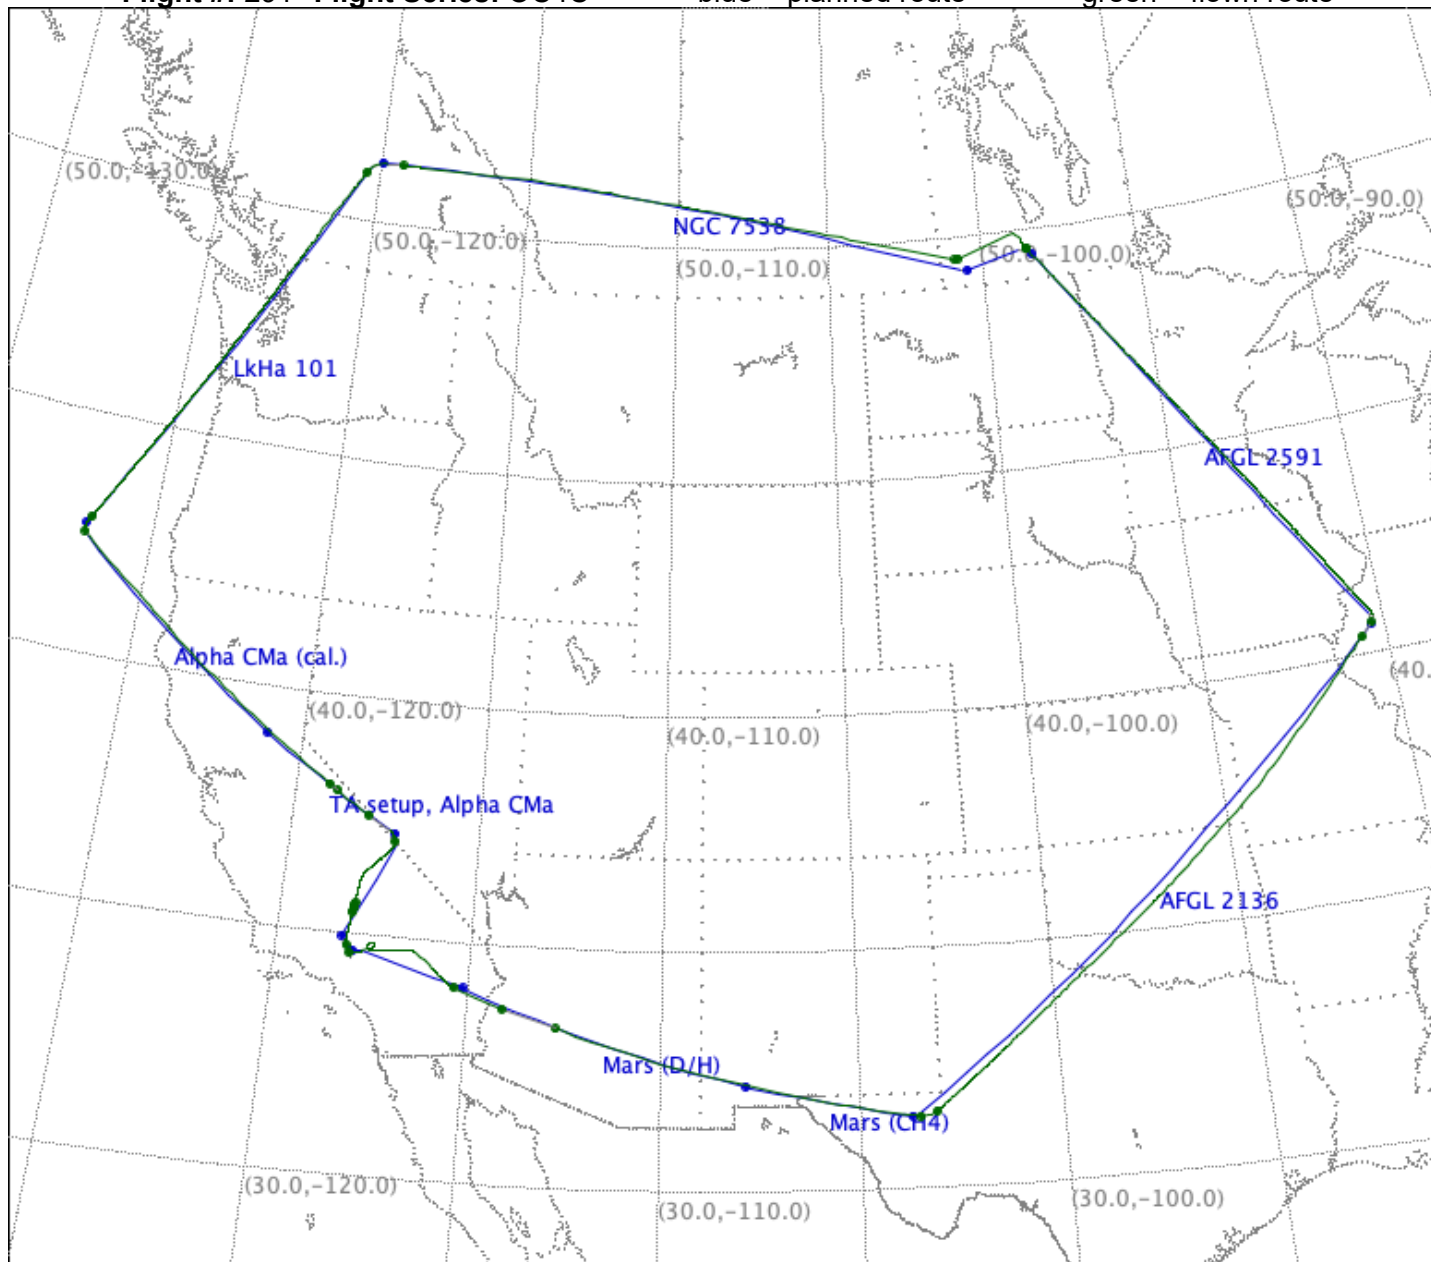 (50.0,−130.0)
(50.0,−90.0)
NGC 7538
(50.0,−120.0)
(50.0,−100.0)
(50.0,−110.0)
LkHa 101
AFGL 2591
Alpha CMa (cal.)
(40.
(40.0,−120.0)
(40.0,−100.0)
(40.0,−110.0)
TA setup, Alpha CMa
AFGL 2136
Mars (D/H)
Mars (CH4)
(30.0,−120.0)
(30.0,−100.0)
(30.0,−110.0)